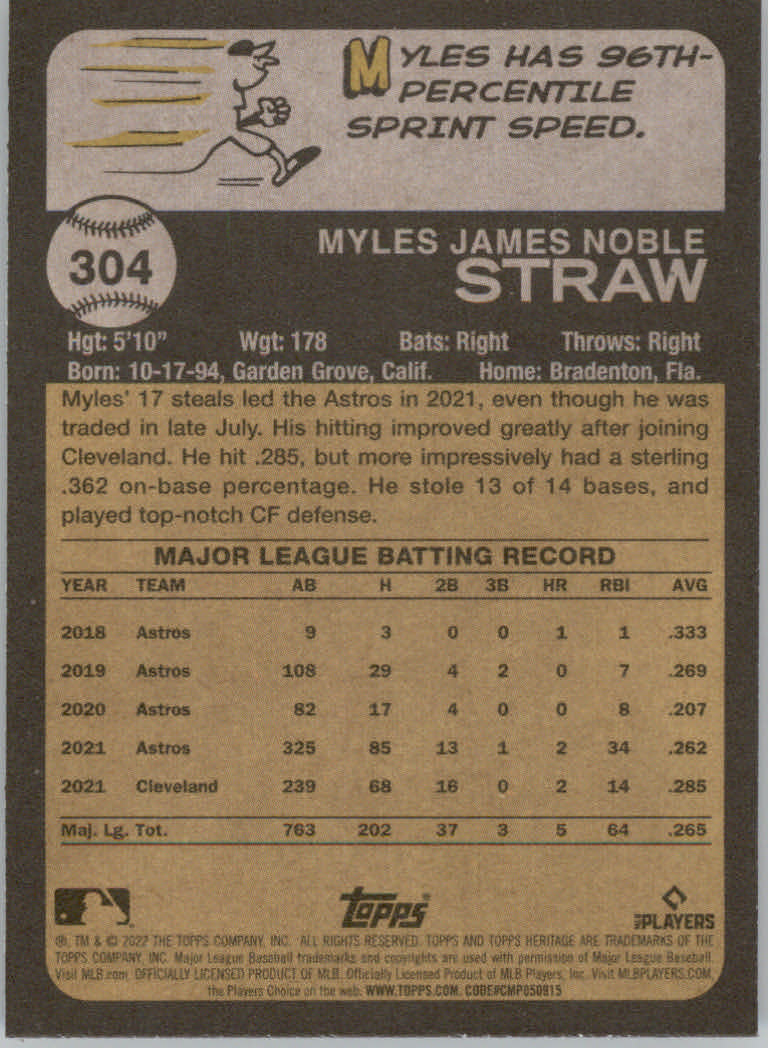 MYLES HAS 96TH-
PERCENTILE
SPRINT SPEED.
304
MYLES JAMES NOBLE
STRAW
Hgt: 5'10" Wgt: 178 Bats: Right Throws: Right
Born: 10-17-94, Garden Grove, Calif. Home: Bradenton, Fla.
Myles' 17 steals led the Astros in 2021, even though he was
traded in late July. His hitting improved greatly after joining
Cleveland. He hit .285, but more impressively had a sterling
.362 on-base percentage. He stole 13 of 14 bases, and
played top-notch CF defense.
MAJOR LEAGUE BATTING RECORD
YEAR TEAM AB H 2B 3B HR RBI AVG
2018 Astros 9 3 0 0 1 1 .333
2019 Astros 108 29 4 2 0 7 .269
2020 Astros 82 17 4 0 0 8 .207
2021 Astros 325 85 13 1 2 34 .262
2021 Cleveland 239 68 16 0 2 14 .285
Maj. Lg. Tot. 763 202 37 3 5 64 .265
topps® PLAYERS
®, TM & © 2022 THE TOPPS COMPANY, INC. ALL RIGHTS RESERVED. TOPPS AND TOPPS HERITAGE ARE TRADEMARKS OF THE
TOPPS COMPANY, INC. Major League Baseball trademarks and copyrights are used with permission of Major League Baseball.
Visit MLB.com. OFFICIALLY LICENSED PRODUCT OF MLB. Officially Licensed Product of MLB Players, Inc. Visit MLBPLAYERS.COM,
the Players Choice on the web. WWW.TOPPS.COM. CODE#CMP050815